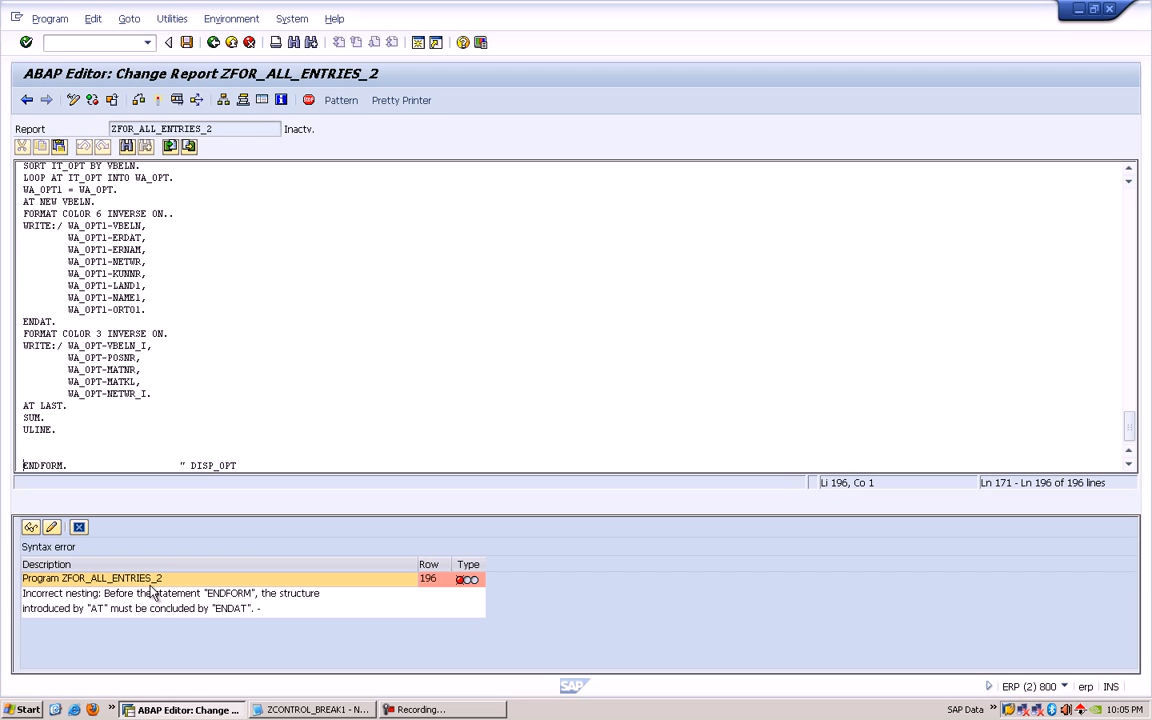 Program Edit Goto Utilities Environment System Help
ABAP Editor: Change Report ZFOR_ALL_ENTRIES_2
Pattern Pretty Printer
Report ZFOR_ALL_ENTRIES_2 Inactv.
SORT IT_OPT BY VBELN.
LOOP AT IT_OPT INTO WA_OPT.
WA_OPT1 = WA_OPT.
AT NEW VBELN.
FORMAT COLOR 6 INVERSE ON..
WRITE:/ WA_OPT1-VBELN,
WA_OPT1-ERDAT,
WA_OPT1-ERNAM,
WA_OPT1-NETWR,
WA_OPT1-KUNNR,
WA_OPT1-LAND1,
WA_OPT1-NAME1,
WA_OPT1-ORT01.
ENDAT.
FORMAT COLOR 3 INVERSE ON.
WRITE:/ WA_OPT-VBELN_I,
WA_OPT-POSNR,
WA_OPT-MATNR,
WA_OPT-MATKL,
WA_OPT-NETWR_I.
AT LAST.
SUM.
ULINE.
ENDFORM. " DISP_OPT
Li 196, Co 1 Ln 171 - Ln 196 of 196 lines
Syntax error
Description Row Type
Program ZFOR_ALL_ENTRIES_2 196
Incorrect nesting: Before the statement "ENDFORM", the structure
introduced by "AT" must be concluded by "ENDAT". -
SAP
ERP (2) 800 erp INS
Start ABAP Editor: Change ... ZCONTROL_BREAK1 - N... Recording... SAP Data 10:05 PM